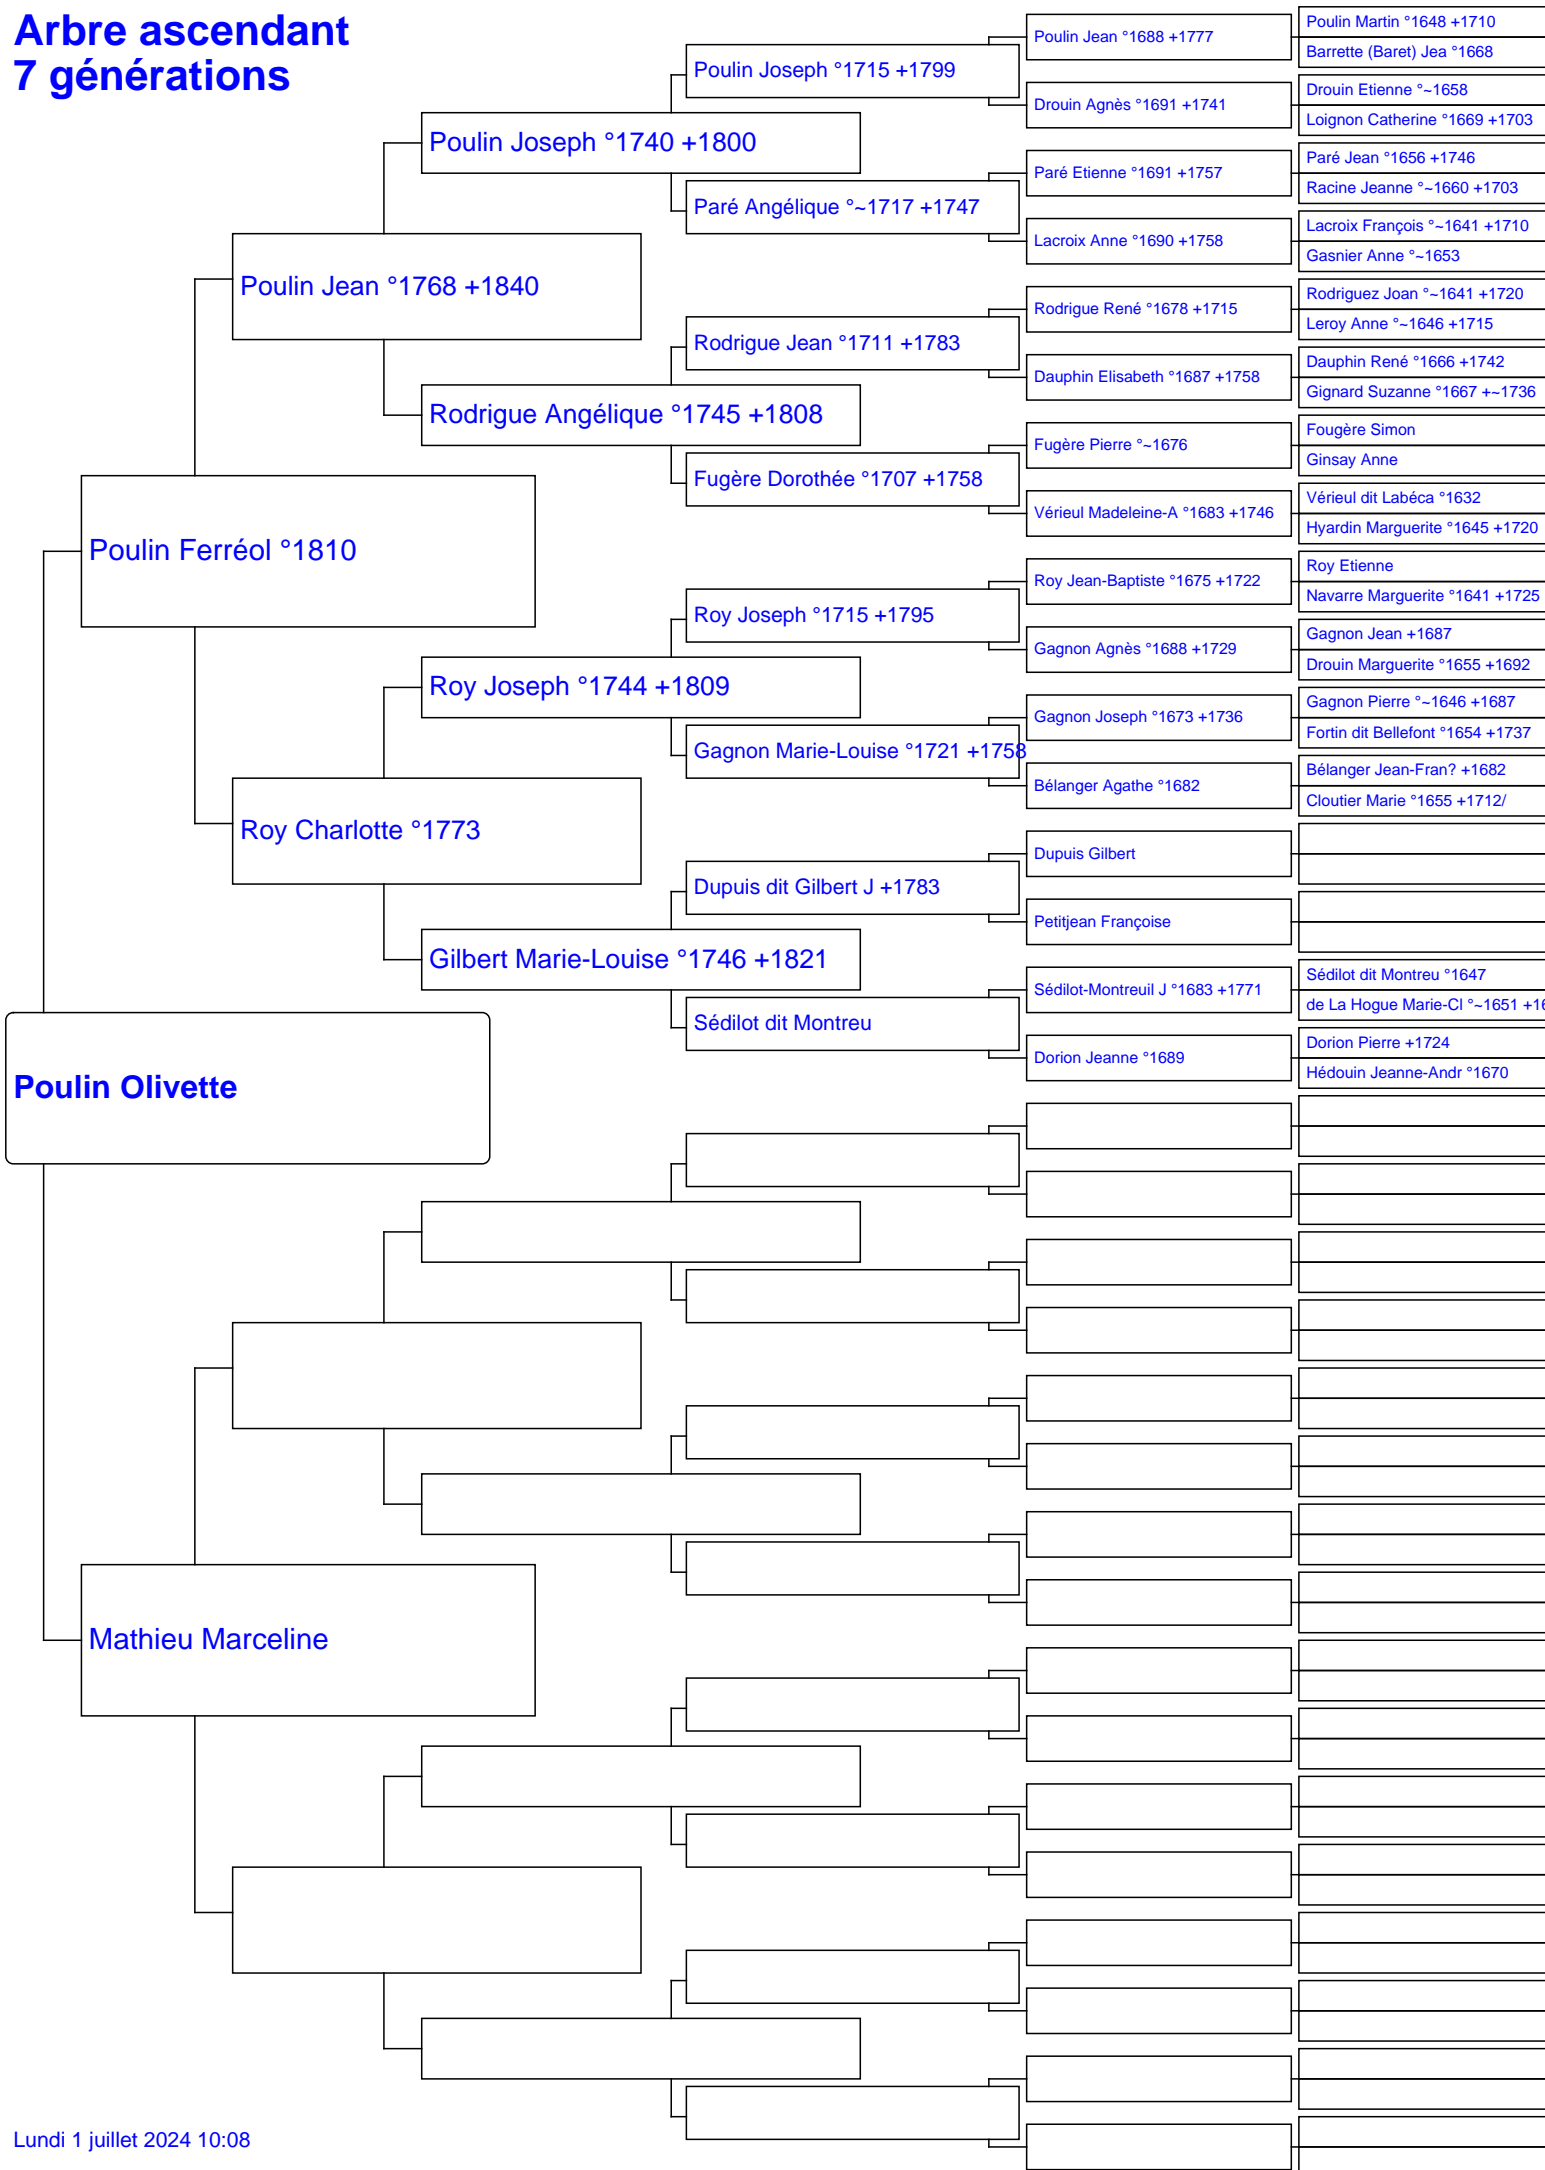 Arbre ascendant
7 générations
Poulin Olivette
Poulin Ferréol °1810
Mathieu Marceline
Poulin Jean °1768 +1840
Roy Charlotte °1773
Poulin Joseph °1740 +1800
Rodrigue Angélique °1745 +1808
Roy Joseph °1744 +1809
Gilbert Marie-Louise °1746 +1821
Poulin Joseph °1715 +1799
Paré Angélique °~1717 +1747
Rodrigue Jean °1711 +1783
Fugère Dorothée °1707 +1758
Roy Joseph °1715 +1795
Gagnon Marie-Louise °1721 +1758
Dupuis dit Gilbert J +1783
Sédilot dit Montreu
Poulin Jean °1688 +1777
Drouin Agnès °1691 +1741
Paré Etienne °1691 +1757
Lacroix Anne °1690 +1758
Rodrigue René °1678 +1715
Dauphin Elisabeth °1687 +1758
Fugère Pierre °~1676
Vérieul Madeleine-A °1683 +1746
Roy Jean-Baptiste °1675 +1722
Gagnon Agnès °1688 +1729
Gagnon Joseph °1673 +1736
Bélanger Agathe °1682
Dupuis Gilbert
Petitjean Françoise
Sédilot-Montreuil J °1683 +1771
Dorion Jeanne °1689
Poulin Martin °1648 +1710
Barrette (Baret) Jea °1668
Drouin Etienne °~1658
Loignon Catherine °1669 +1703
Paré Jean °1656 +1746
Racine Jeanne °~1660 +1703
Lacroix François °~1641 +1710
Gasnier Anne °~1653
Rodriguez Joan °~1641 +1720
Leroy Anne °~1646 +1715
Dauphin René °1666 +1742
Gignard Suzanne °1667 +~1736
Fougère Simon
Ginsay Anne
Vérieul dit Labéca °1632
Hyardin Marguerite °1645 +1720
Roy Etienne
Navarre Marguerite °1641 +1725
Gagnon Jean +1687
Drouin Marguerite °1655 +1692
Gagnon Pierre °~1646 +1687
Fortin dit Bellefont °1654 +1737
Bélanger Jean-Fran? +1682
Cloutier Marie °1655 +1712/
Sédilot dit Montreu °1647
de La Hogue Marie-Cl °~1651
Dorion Pierre +1724
Hédouin Jeanne-Andr °1670
Lundi 1 juillet 2024 10:08